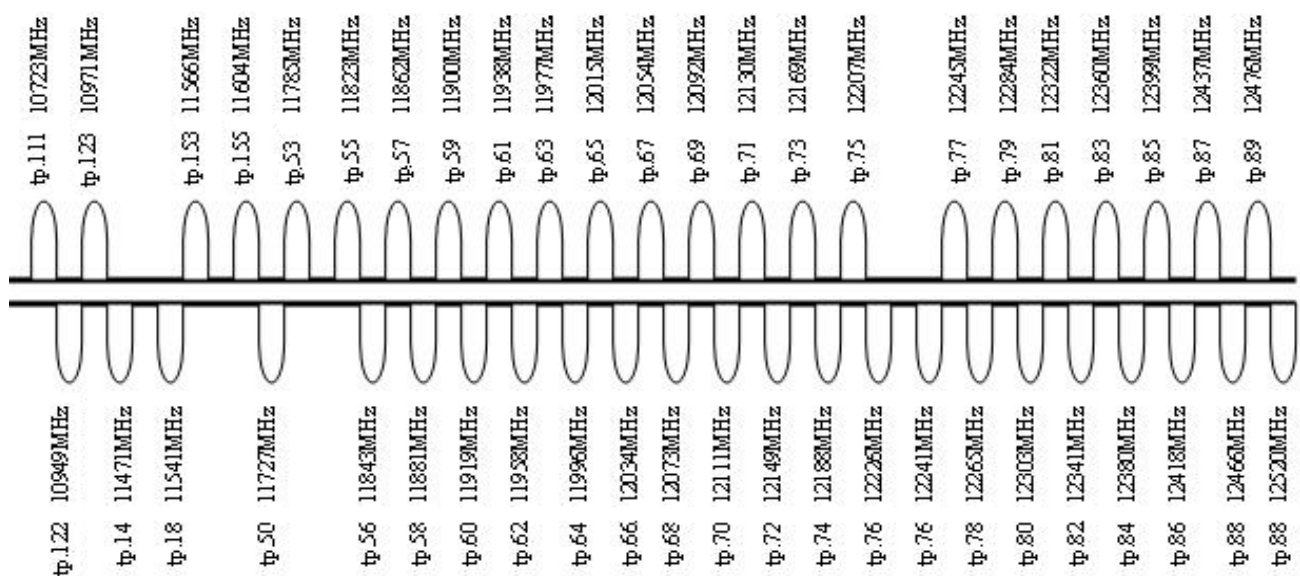 tp.111 10723MHz
tp.123 10971MHz
tp.153 11566MHz
tp.155 11604MHz
tp.53 11785MHz
tp.55 11823MHz
tp.57 11862MHz
tp.59 11900MHz
tp.61 11938MHz
tp.63 11977MHz
tp.65 12015MHz
tp.67 12054MHz
tp.69 12092MHz
tp.71 12130MHz
tp.73 12169MHz
tp.75 12207MHz
tp.77 12245MHz
tp.79 12284MHz
tp.81 12322MHz
tp.83 12360MHz
tp.85 12399MHz
tp.87 12437MHz
tp.89 12476MHz
tp.122 10949MHz
tp.14 11471MHz
tp.18 11541MHz
tp.50 11727MHz
tp.56 11843MHz
tp.58 11881MHz
tp.60 11919MHz
tp.62 11958MHz
tp.64 11996MHz
tp.66. 12034MHz
tp.68 12073MHz
tp.70 12111MHz
tp.72 12149MHz
tp.74 12188MHz
tp.76 12226MHz
tp.76 12241MHz
tp.78 12265MHz
tp.80 12303MHz
tp.82 12341MHz
tp.84 12380MHz
tp.86 12418MHz
tp.88 12466MHz
tp.88 12520MHz